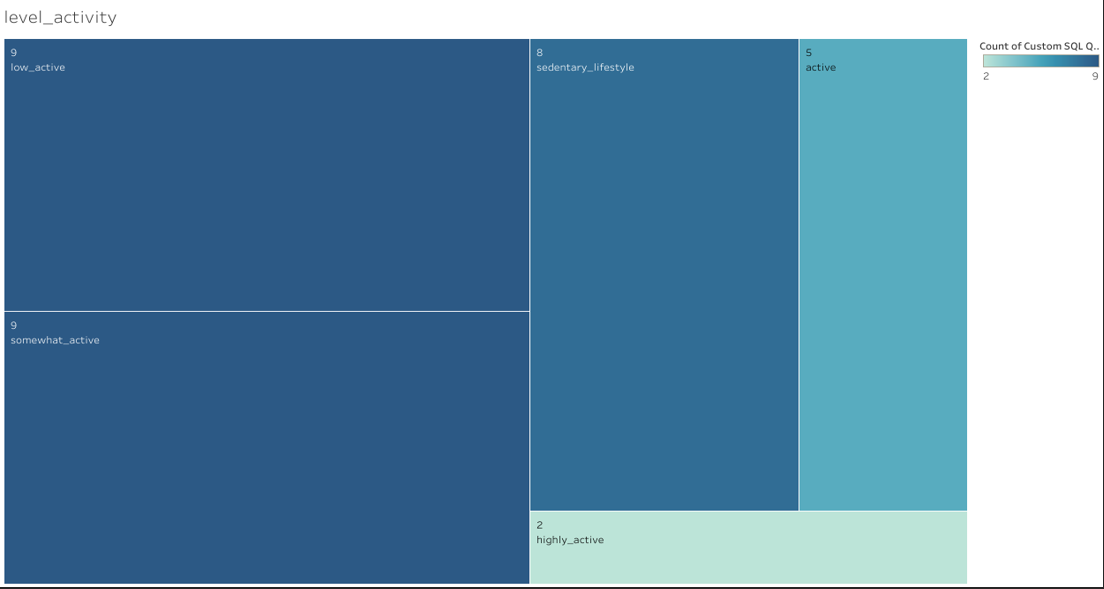 level_activity
9
low_active
8
sedentary_lifestyle
5
active
Count of Custom SQL Q..
2 9
9
somewhat_active
2
highly_active